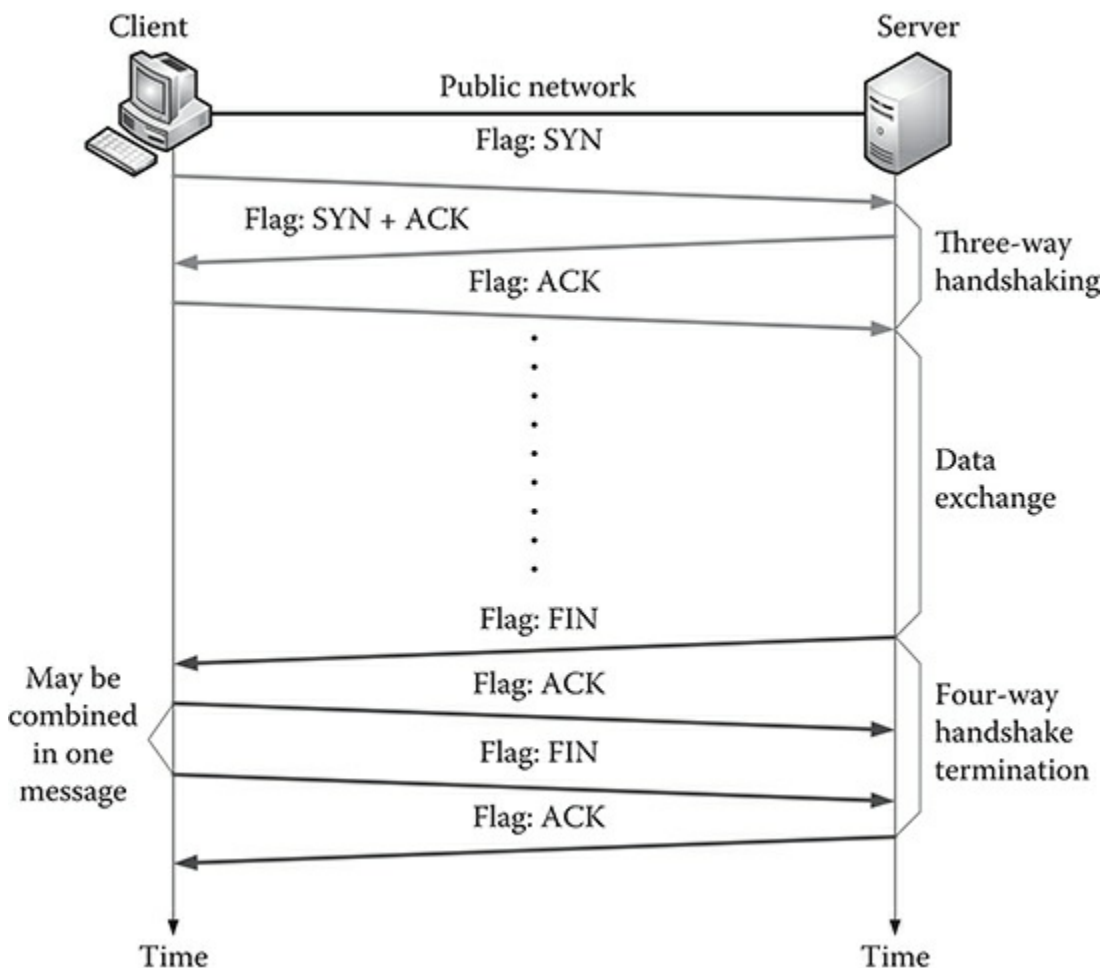 Client
Server
Public network
Flag: SYN
Flag: SYN + ACK
Three-way
handshaking
Flag: ACK
Data
exchange
Flag: FIN
May be
combined
in one
message
Flag: ACK
Four-way
handshake
termination
Flag: FIN
Flag: ACK
Time
Time